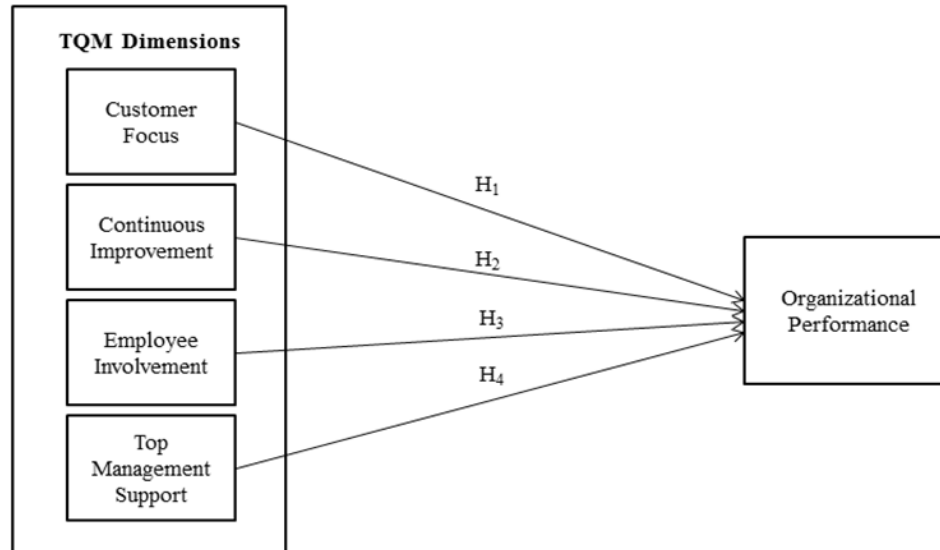 TQM Dimensions
Customer
Focus
Continuous
Improvement
Employee
Involvement
Top
Management
Support
H₁
H₂
H₃
H₄
Organizational
Performance